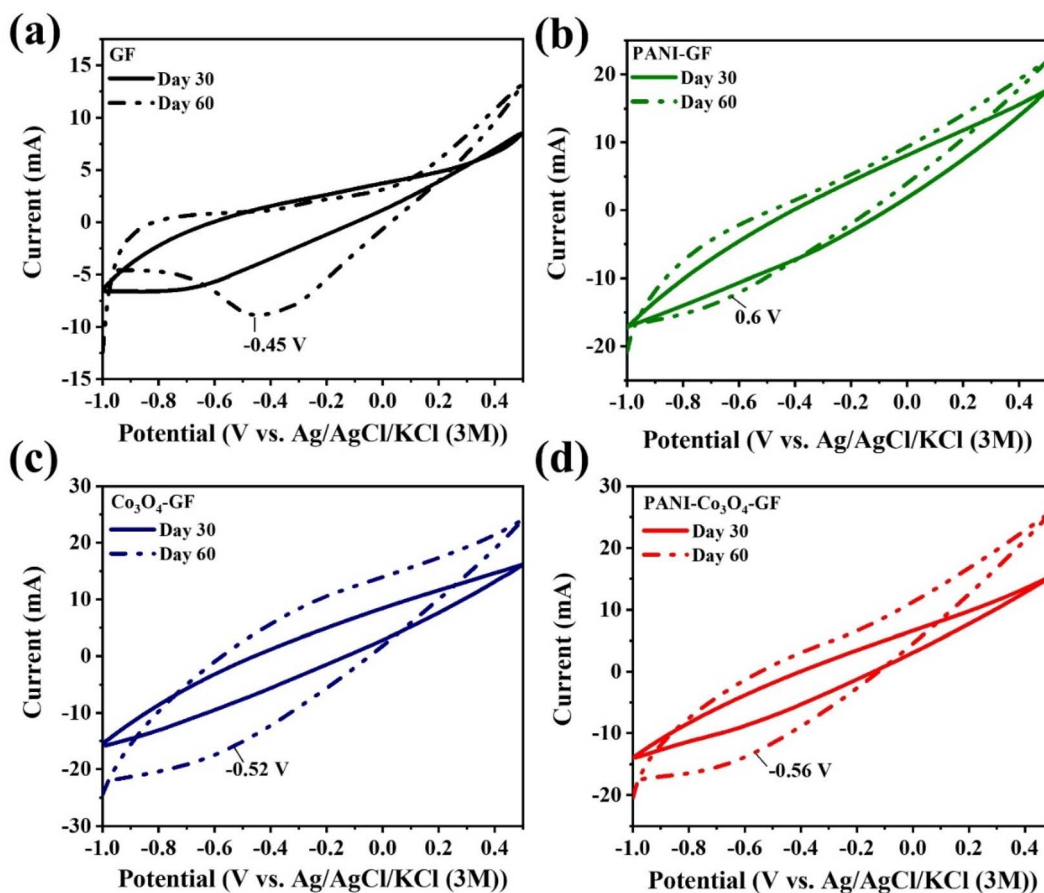 (a)
GF
Day 30
Day 60
15
10
5
0
-5
-10
-15
Current (mA)
-0.45 V
-1.0 -0.8 -0.6 -0.4 -0.2 0.0 0.2 0.4
Potential (V vs. Ag/AgCl/KCl (3M))
(b)
PANI-GF
Day 30
Day 60
20
10
0
-10
-20
Current (mA)
0.6 V
-1.0 -0.8 -0.6 -0.4 -0.2 0.0 0.2 0.4
Potential (V vs. Ag/AgCl/KCl (3M))
(c)
Co₃O₄-GF
Day 30
Day 60
30
20
10
0
-10
-20
-30
Current (mA)
-0.52 V
-1.0 -0.8 -0.6 -0.4 -0.2 0.0 0.2 0.4
Potential (V vs. Ag/AgCl/KCl (3M))
(d)
PANI-Co₃O₄-GF
Day 30
Day 60
30
20
10
0
-10
-20
-30
Current (mA)
-0.56 V
-1.0 -0.8 -0.6 -0.4 -0.2 0.0 0.2 0.4
Potential (V vs. Ag/AgCl/KCl (3M))